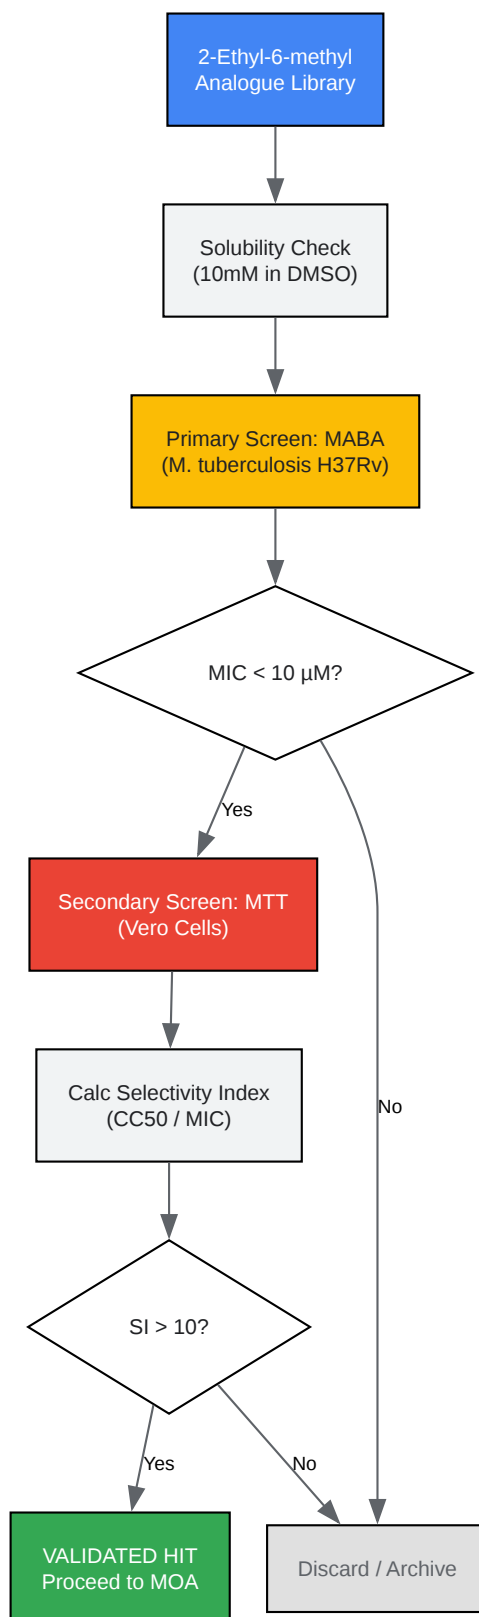 2-Ethyl-6-methyl
Analogue Library
Solubility Check
(10mM in DMSO)
Primary Screen: MABA
(M. tuberculosis H37Rv)
MIC < 10 µM?
Yes
Secondary Screen: MTT
(Vero Cells)
Calc Selectivity Index
(CC50 / MIC)
No
SI > 10?
Yes
No
VALIDATED HIT
Proceed to MOA
Discard / Archive